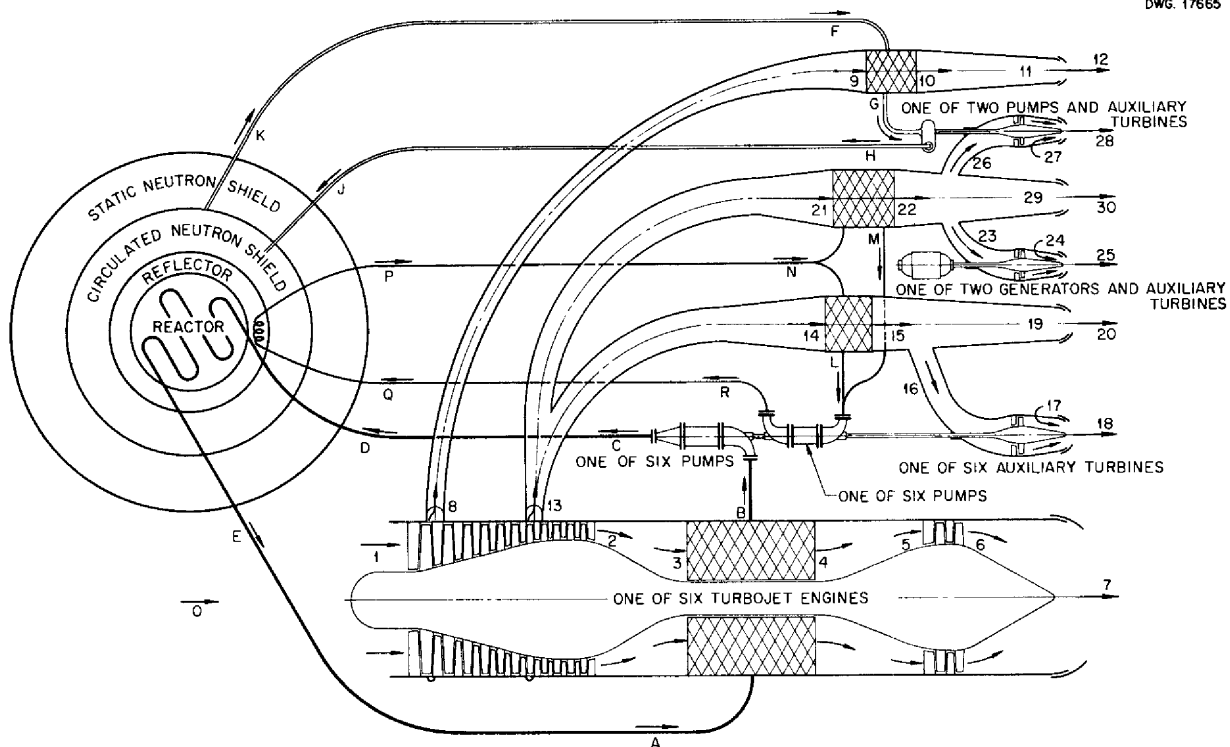 DWG. 17665
F
12
9
10
11
G
ONE OF TWO PUMPS AND AUXILIARY
TURBINES
28
K
H
26
27
STATIC NEUTRON SHIELD
J
CIRCULATED NEUTRON SHIELD
21
22
29
30
REFLECTOR
M
23
24
P
N
25
ONE OF TWO GENERATORS AND AUXILIARY
TURBINES
REACTOR
14
15
19
20
L
16
Q
R
17
D
C
18
ONE OF SIX PUMPS
ONE OF SIX AUXILIARY TURBINES
ONE OF SIX PUMPS
8
13
B
E
1
2
3
4
5
6
O
ONE OF SIX TURBOJET ENGINES
7
A